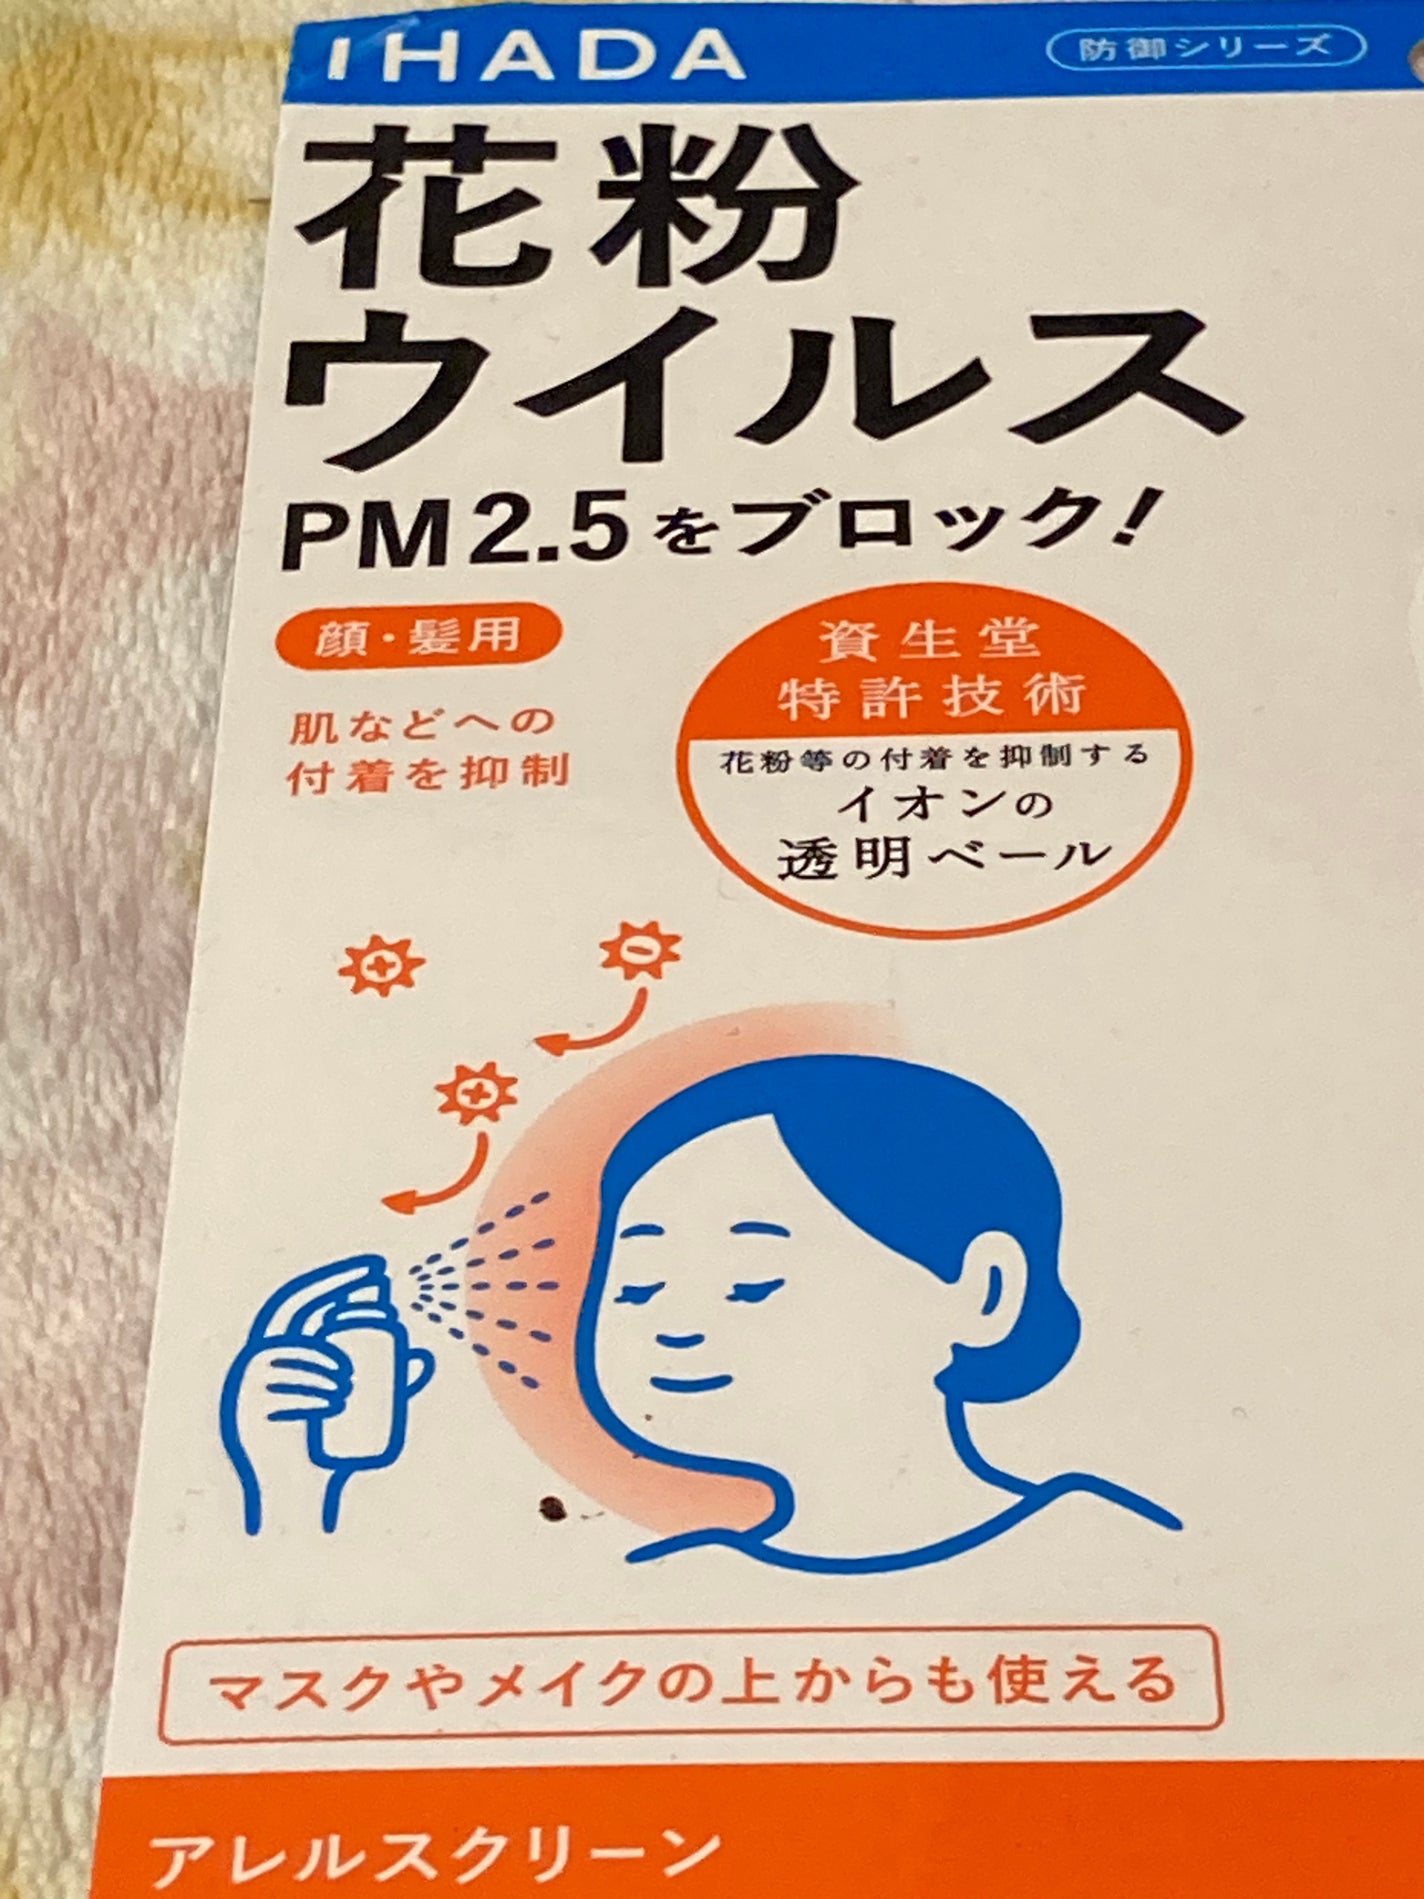 IHADA
防御シリーズ
花粉
ウイルス
PM2.5をブロック!
顔・髪用
肌などへの
付着を抑制
資生堂
特許技術
花粉等の付着を抑制する
イオンの
透明ベール
マスクやメイクの上からも使える
アレルスクリーン